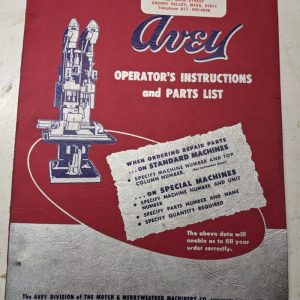 CHERRY VALLEY, MASS. 01611
Avey
OPERATOR'S INSTRUCTIONS
and PARTS LIST
WHEN ORDERING REPAIR PARTS
... ON STANDARD MACHINES
• SPECIFY MACHINE NUMBER AND TOP
COLUMN NUMBER.
... ON SPECIAL MACHINES
• SPECIFY MACHINE NUMBER AND UNIT
NUMBER
• SPECIFY PARTS NUMBER AND NAME
• SPECIFY QUANTITY REQUIRED
The above data will
enable us to fill your
order correctly.
The AVEY DIVISION of THE MOTCH & MERRYWEATHER MACHINERY CO.